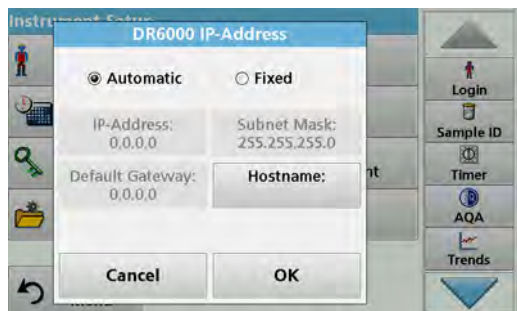 DR6000 IP-Address
Automatic
Fixed
IP-Address:
0.0.0.0
Subnet Mask:
255.255.255.0
Default Gateway:
0.0.0.0
Hostname:
Cancel
OK
Login
Sample ID
Timer
AQA
Trends